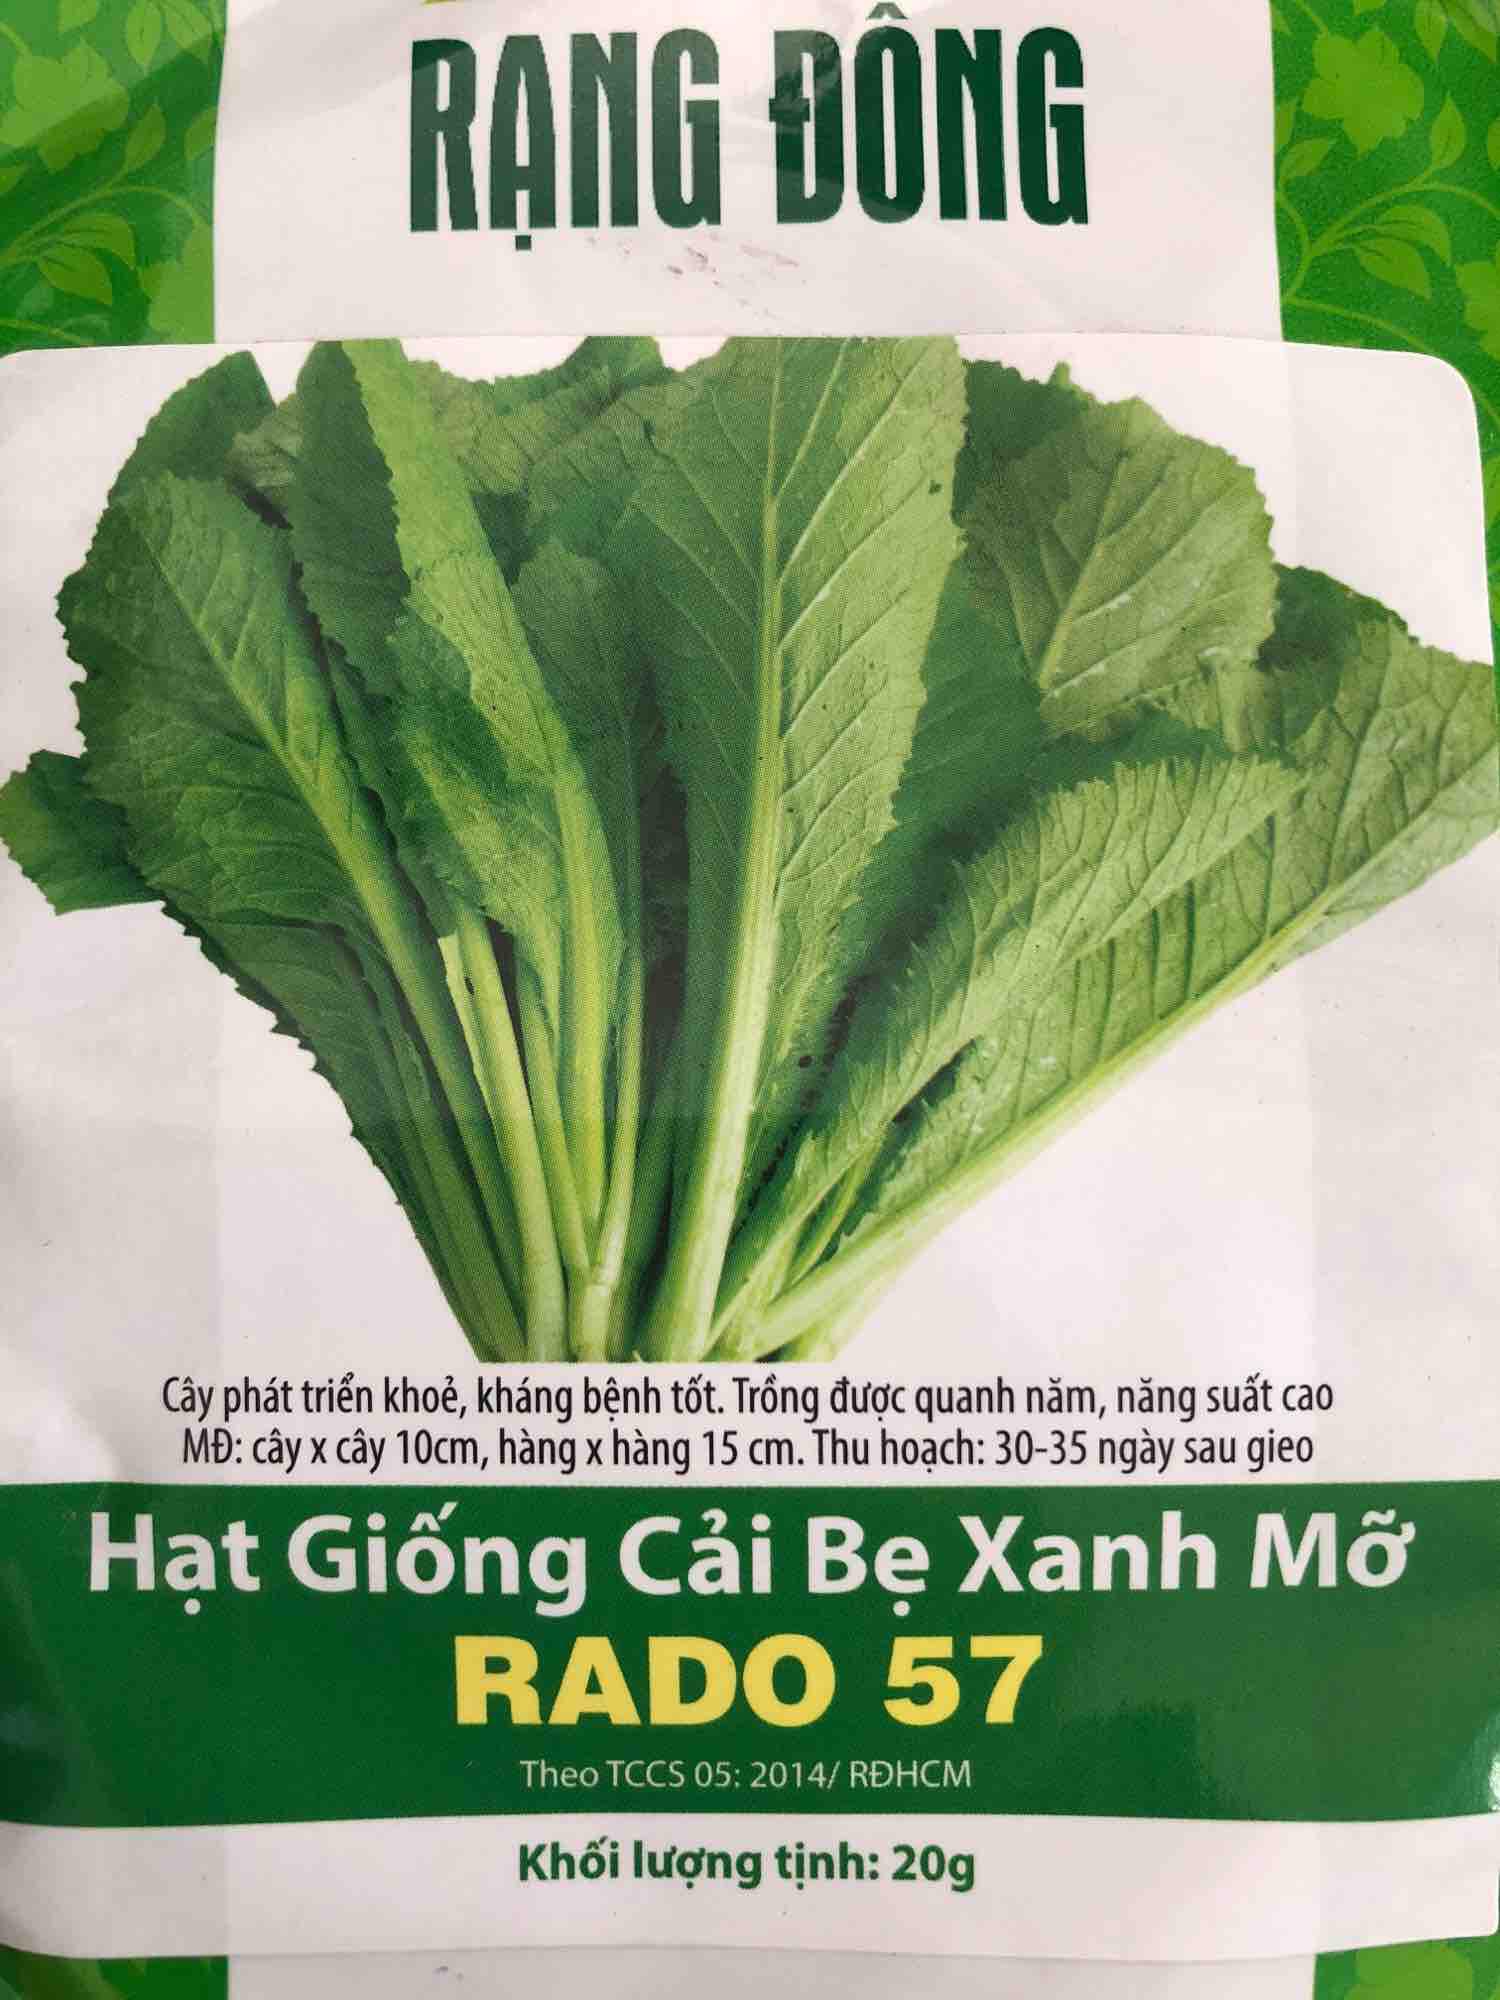 RẠNG ĐÔNG
Cây phát triển khoẻ, kháng bệnh tốt. Trồng được quanh năm, năng suất cao
MĐ: cây x cây 10cm, hàng x hàng 15 cm. Thu hoạch: 30-35 ngày sau gieo
Hạt Giống Cải Bẹ Xanh Mỡ
RADO 57
Theo TCCS 05: 2014/ RĐHCM
Khối lượng tịnh: 20g